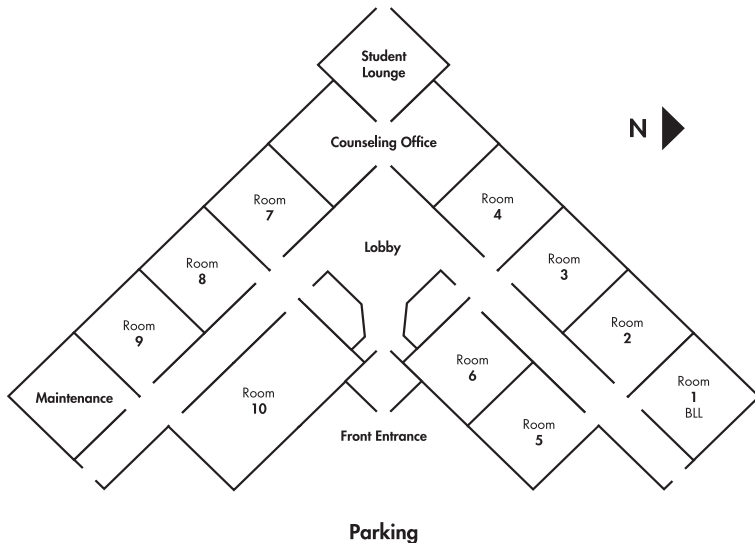 Student
Lounge
N
Counseling Office
Room
7
Room
4
Lobby
Room
8
Room
3
Room
9
Room
2
Room
6
Room
1
BLL
Maintenance
Room
10
Room
5
Front Entrance
Parking